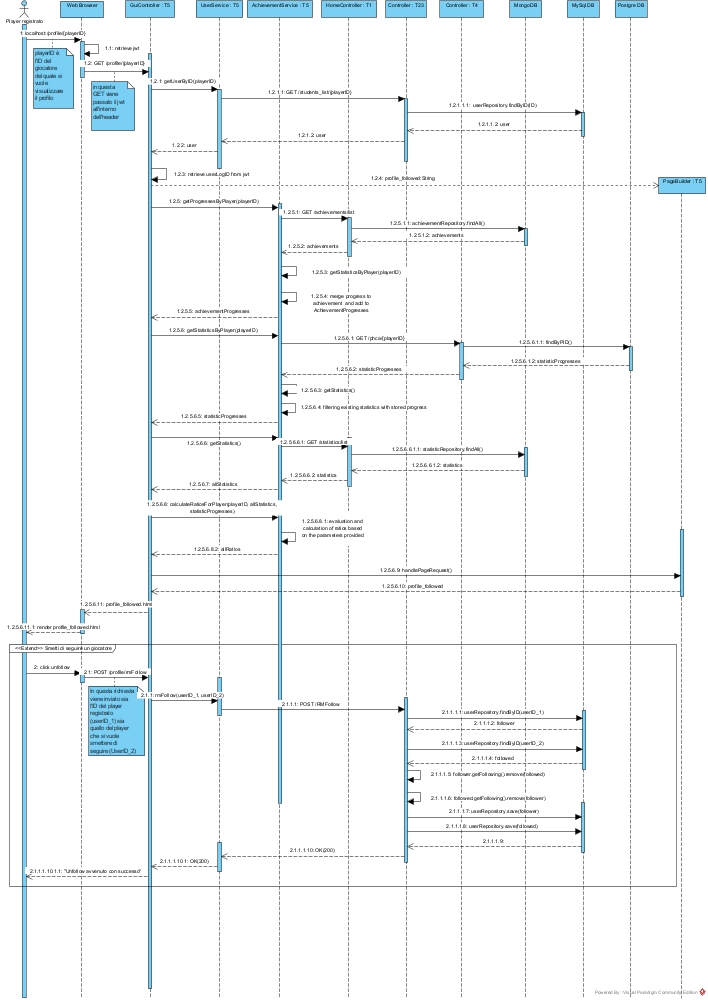 Web Browser
GuiController : T5
UserService : T5
AchievementService : T5
HomeController : T1
Controller : T23
Controller : T4
MongoDB
MySqlDB
Postgre DB
Player registrato
1: localhost/profile/{playerID}
1.1: retrieve jwt
playerID è
l'ID del
giocatore
del quale si
vuole
visualizzare
il profilo
1.2: GET /profile/{playerID}
in questa
GET viene
passato il jwt
all'interno
dell'header
1.2.1: getUserByID(playerID)
1.2.1.1: GET /students_list/{playerID}
1.2.1.1.1: userRepository.findByID(ID)
1.2.1.1.2: user
1.2.1.2: user
1.2.2: user
1.2.3: retrieve userLogID from jwt
1.2.4: profile_followed:String
PageBuilder : T5
1.2.5: getProgressesByPlayer(playerID)
1.2.5.1: GET /achievements/list
1.2.5.1.1: achievementRepository.findAll()
1.2.5.1.2: achievements
1.2.5.2: achievements
1.2.5.3: getStatisticsByPlayer(playerID)
1.2.5.4: merge progress to
achievement and add to
AchievementProgresses
1.2.5.5: achievementProgresses
1.2.5.6: getStatisticsByPlayer(playerID)
1.2.5.6.1: GET /phca/{playerID}
1.2.5.6.1.1: findByPID()
1.2.5.6.1.2: statisticProgresses
1.2.5.6.2: statisticProgresses
1.2.5.6.3: getStatistics()
1.2.5.6.4: filtering existing statistics with stored progress
1.2.5.6.5: statisticProgresses
1.2.5.6.6: getStatistics()
1.2.5.6.6.1: GET /statistics/list
1.2.5.6.6.1.1: statisticRepository.findAll()
1.2.5.6.6.1.2: statistics
1.2.5.6.6.2: statistics
1.2.5.6.7: allStatistics
1.2.5.6.8: calculateRatiosForPlayer(playerID, allStatistics,
statisticProgresses)
1.2.5.6.8.1: evaluation and
calculation of ratios based
on the parameters provided
1.2.5.6.8.2: allRatios
1.2.5.6.9: handlePageRequest()
1.2.5.6.10: profile_followed
1.2.5.6.11: profile_followed.html
1.2.5.6.11.1: render profile_followed.html
<<Extend>> Smetti di seguire un giocatore
2: click unfollow
2.1: POST /profile/rmFollow
In questa richiesta
viene inviato sia
l'ID del player
registrato
(userID_1) sia
quello del player
che si vuole
smettere di
seguire (UserID_2)
2.1.1: rmFollow(userID_1, userID_2)
2.1.1.1: POST /RMFollow
2.1.1.1.1: userRepository.findByID(userID_1)
2.1.1.1.2: follower
2.1.1.1.3: userRepository.findByID(userID_2)
2.1.1.1.4: followed
2.1.1.1.5: follower.getFollowing().remove(followed)
2.1.1.1.6: followed.getFollowing().remove(follower)
2.1.1.1.7: userRepository.save(follower)
2.1.1.1.8: userRepository.save(followed)
2.1.1.1.9:
2.1.1.1.10: OK(200)
2.1.1.1.10.1: OK(200)
2.1.1.1.10.1.1: "Unfollow avvenuto con successo"
Powered By : Visual Paradigm Community Edition